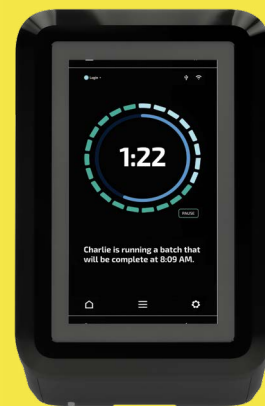 Login
1:22
PAUSE
Charlie is running a batch that
will be complete at 8:09 AM.